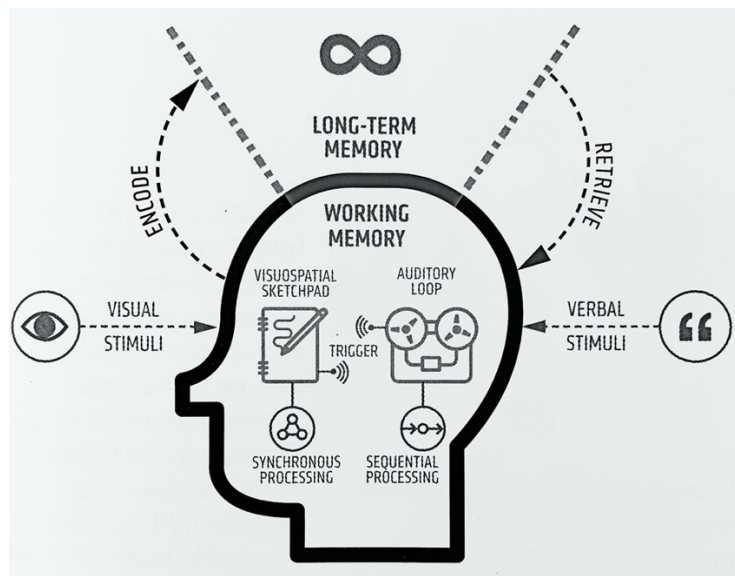 LONG-TERM
MEMORY
ENCODE
RETRIEVE
WORKING
MEMORY
VISUOSPATIAL
SKETCHPAD
AUDITORY
LOOP
VISUAL
STIMULI
TRIGGER
VERBAL
STIMULI
SYNCHRONOUS
PROCESSING
SEQUENTIAL
PROCESSING